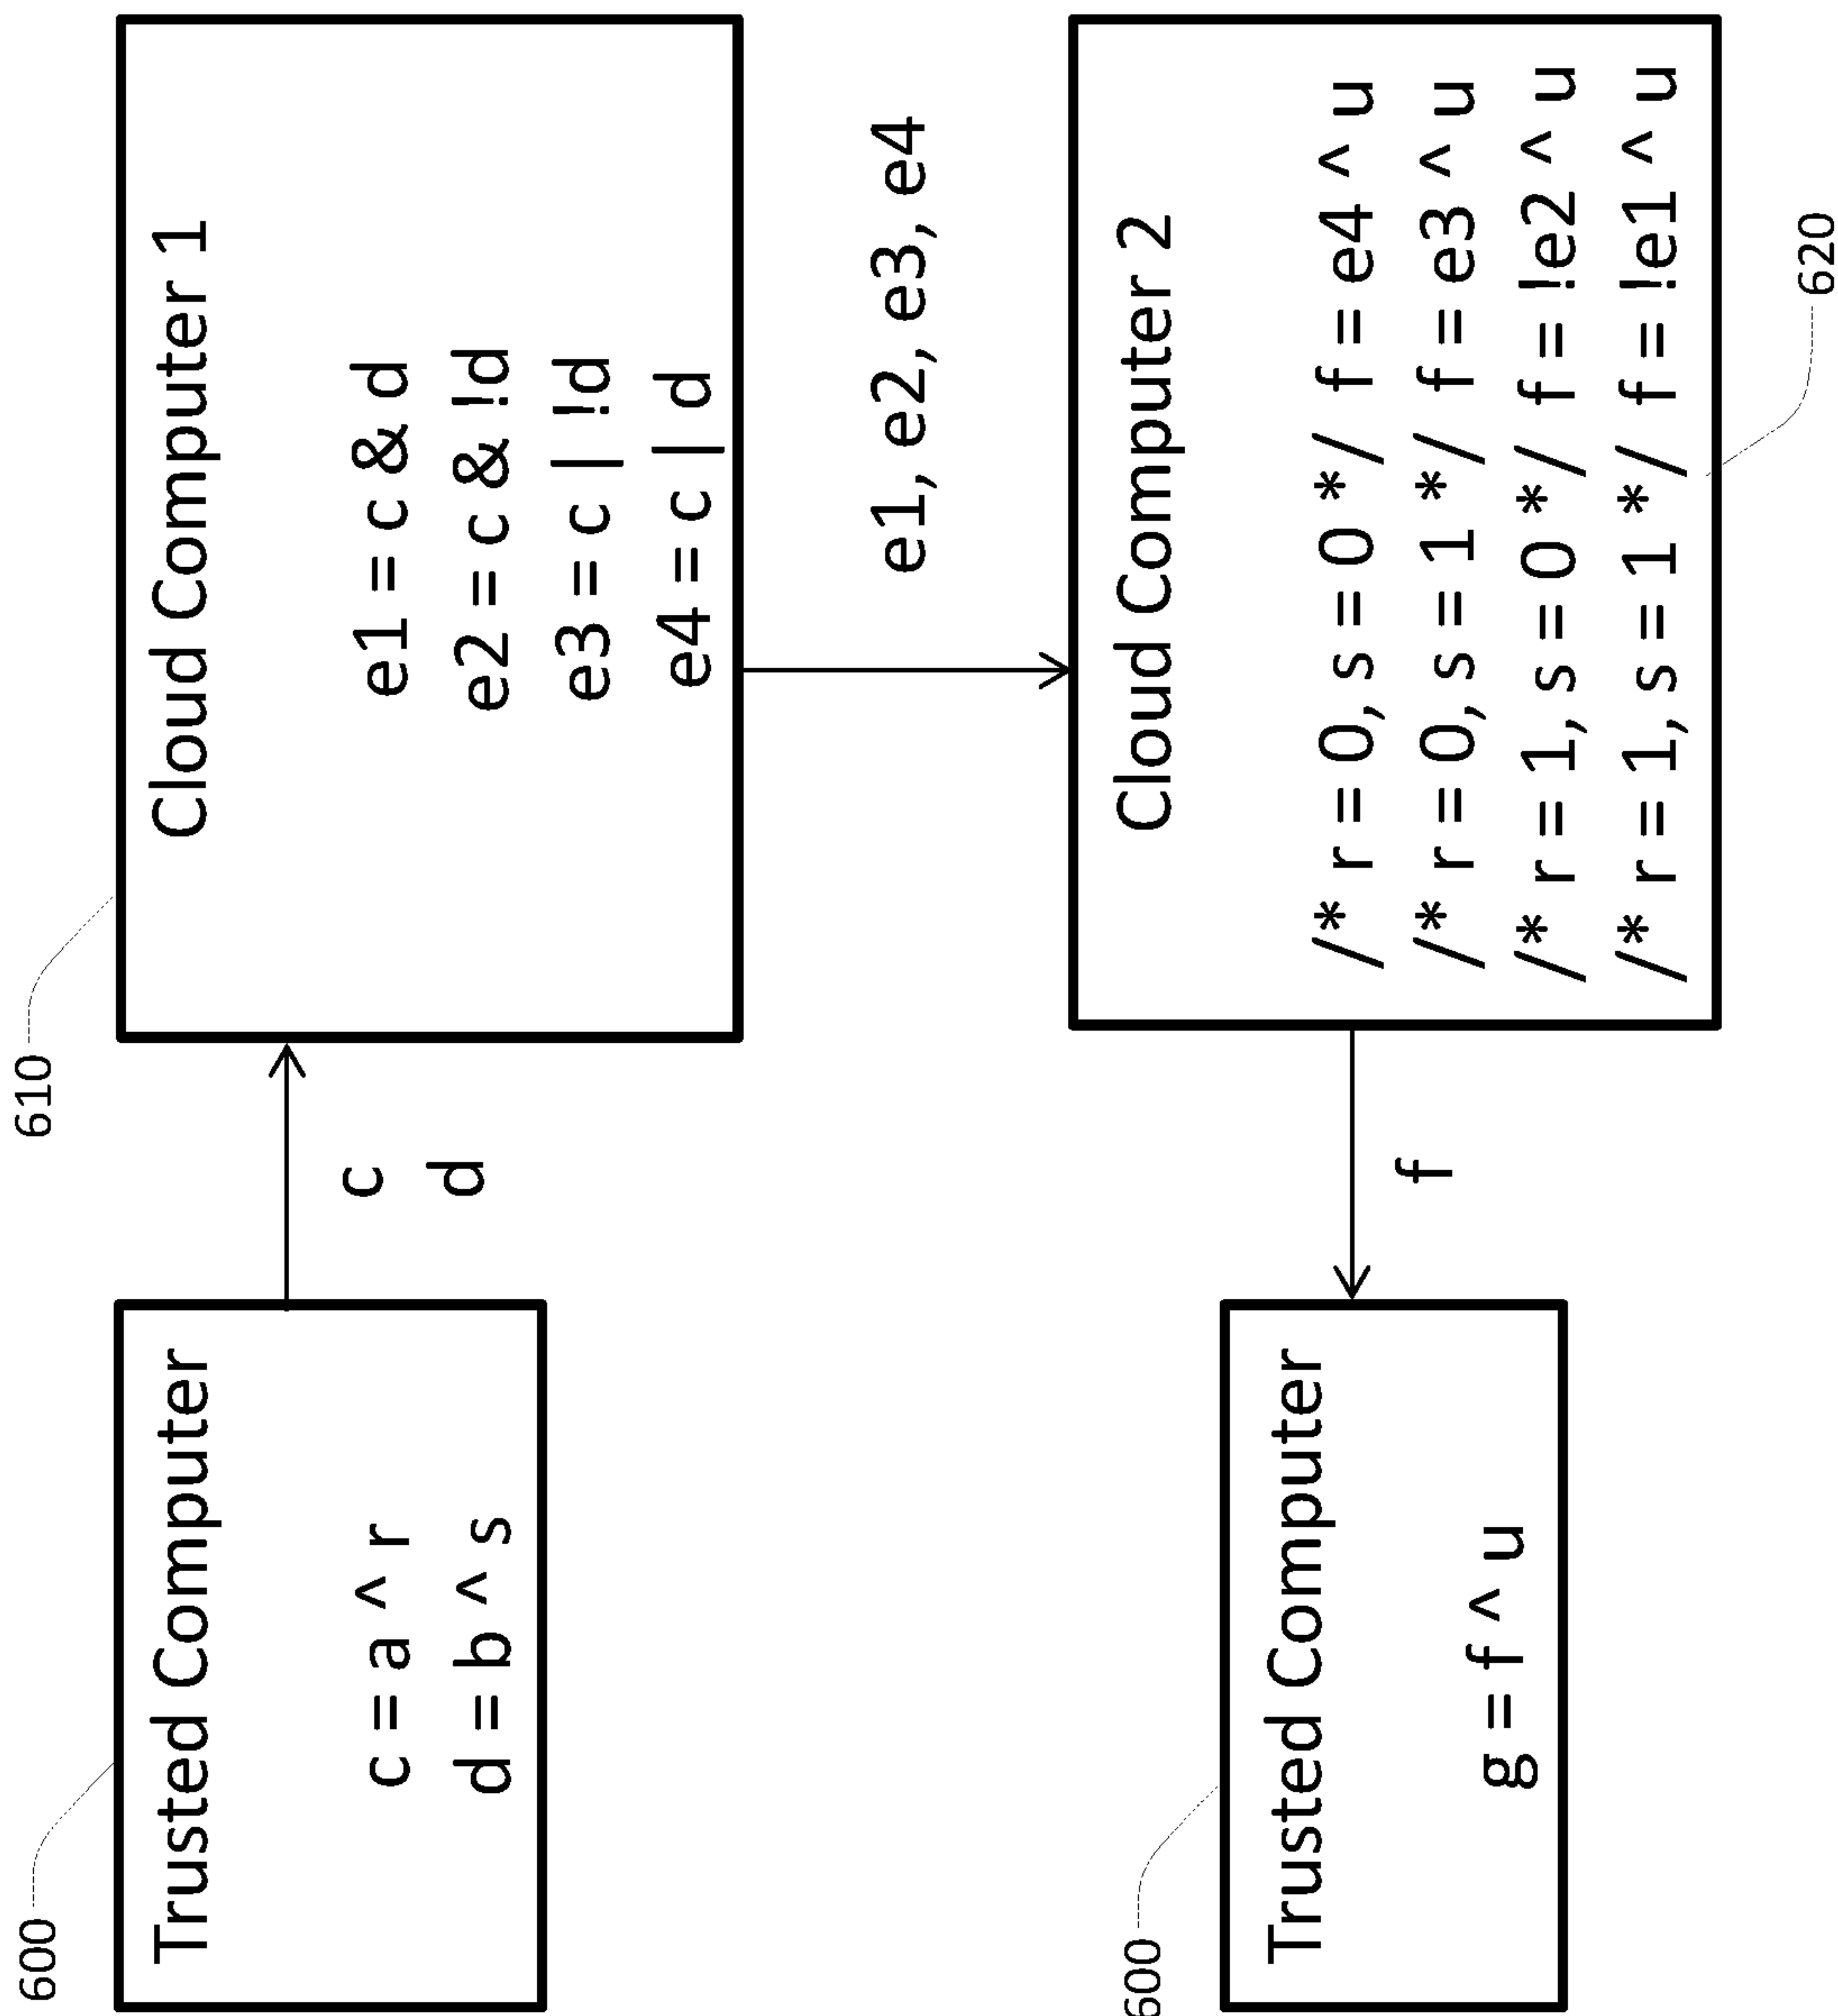 600
Trusted Computer
c = a ^ r
d = b ^ s
c
d
610
Cloud Computer 1
e1 = c & d
e2 = c & !d
e3 = c | !d
e4 = c | d
e1, e2, e3, e4
Cloud Computer 2
/* r = 0, s = 0 */ f = e4 ^ u
/* r = 0, s = 1 */ f = e3 ^ u
/* r = 1, s = 0 */ f = !e2 ^ u
/* r = 1, s = 1 */ f = !e1 ^ u
620
f
600
Trusted Computer
g = f ^ u